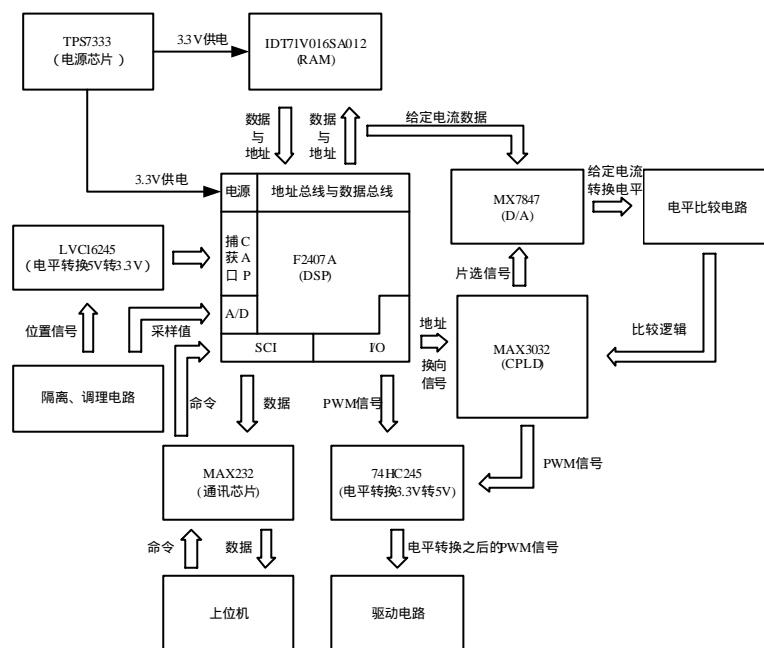 TPS7333
（电源芯片）
3.3V供电
IDT71V016SA012
(RAM)
数据
与
地址
数据
与
地址
给定电流数据
3.3V供电
电源
地址总线与数据总线
MX7847
(D/A)
给定电流
转换电平
电平比较电路
LVC16245
（电平转换5V转3.3V）
捕
获
口
C
A
P
F2407A
(DSP)
片选信号
A/D
位置信号
采样值
SCI
I/O
地址
换向
信号
MAX3032
(CPLD)
比较逻辑
隔离、调理电路
命令
数据
PWM信号
MAX232
(通讯芯片)
74HC245
(电平转换3.3V转5V)
PWM信号
命令
数据
电平转换之后的PWM信号
上位机
驱动电路